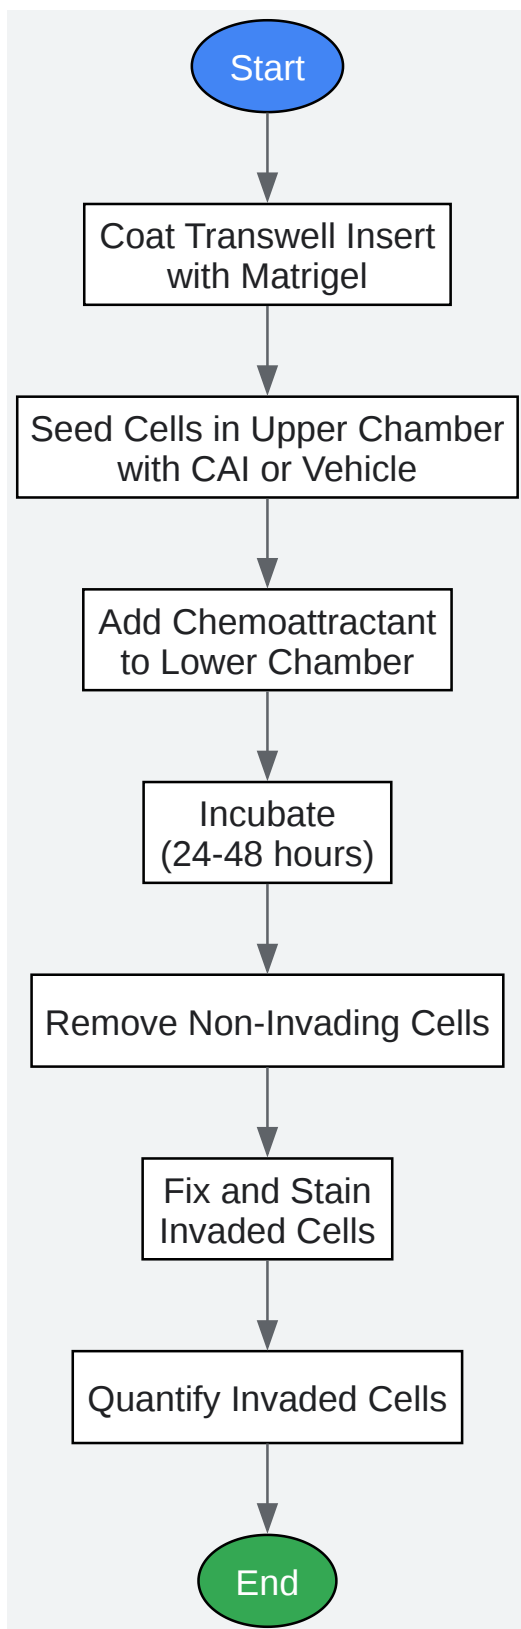 Start
Coat Transwell Insert
with Matrigel
Seed Cells in Upper Chamber
with CAI or Vehicle
Add Chemoattractant
to Lower Chamber
Incubate
(24-48 hours)
Remove Non-Invading Cells
Fix and Stain
Invaded Cells
Quantify Invaded Cells
End